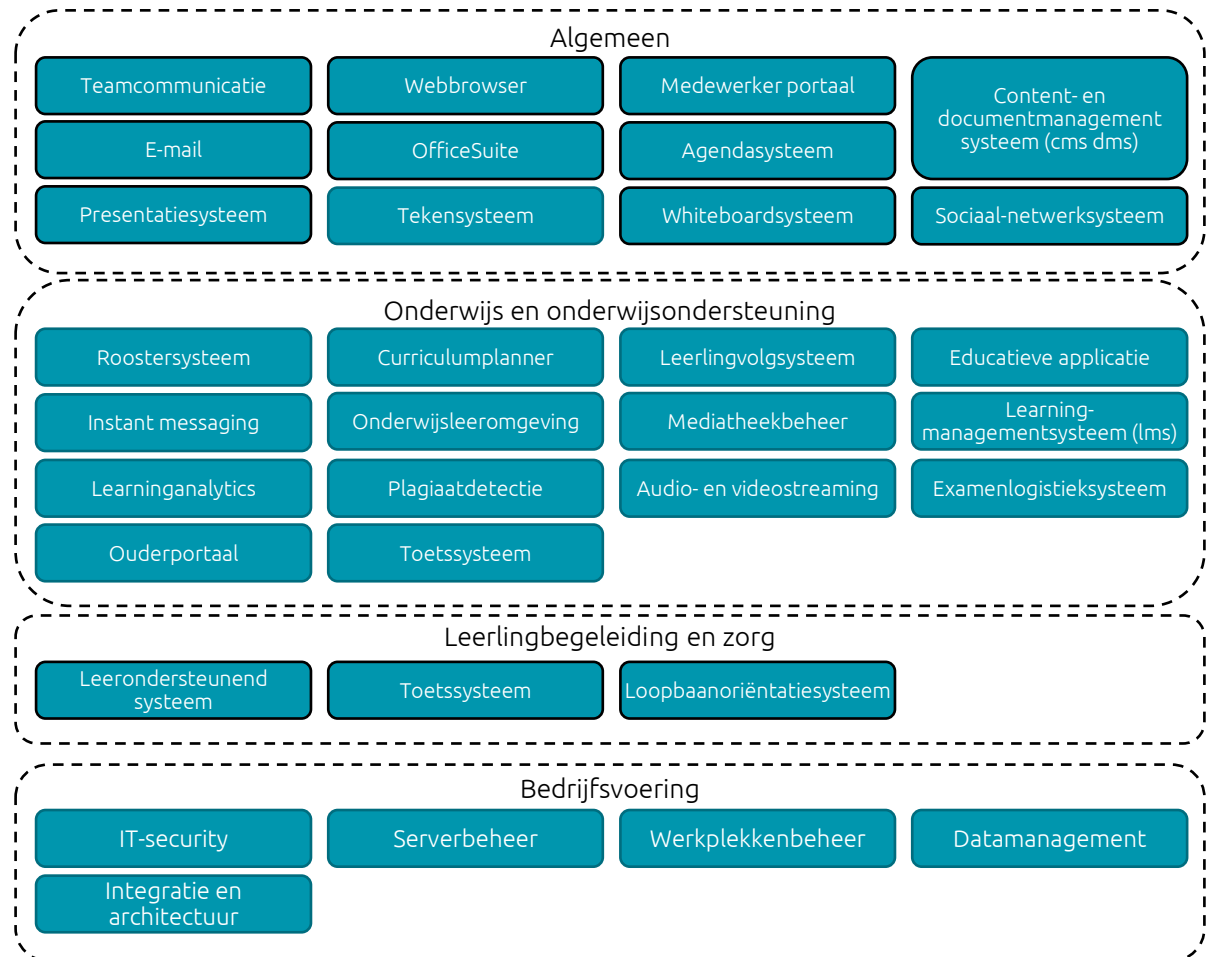 Algemeen
Teamcommunicatie
Webbrowser
Medewerker portaal
Content- en
documentmanagement
systeem (cms dms)
E-mail
OfficeSuite
Agendasysteem
Presentatiesysteem
Tekensysteem
Whiteboardsysteem
Sociaal-netwerksysteem
Onderwijs en onderwijsondersteuning
Roostersysteem
Curriculumplanner
Leerlingvolgsysteem
Educatieve applicatie
Instant messaging
Onderwijsleeromgeving
Mediatheekbeheer
Learning-
managementsysteem (lms)
Learninganalytics
Plagiaatdetectie
Audio- en videostreaming
Examenlogistieksysteem
Ouderportaal
Toetssysteem
Leerlingbegeleiding en zorg
Leerondersteunend
systeem
Toetssysteem
Loopbaanoriëntatiesysteem
Bedrijfsvoering
IT-security
Serverbeheer
Werkplekkenbeheer
Datamanagement
Integratie en
architectuur